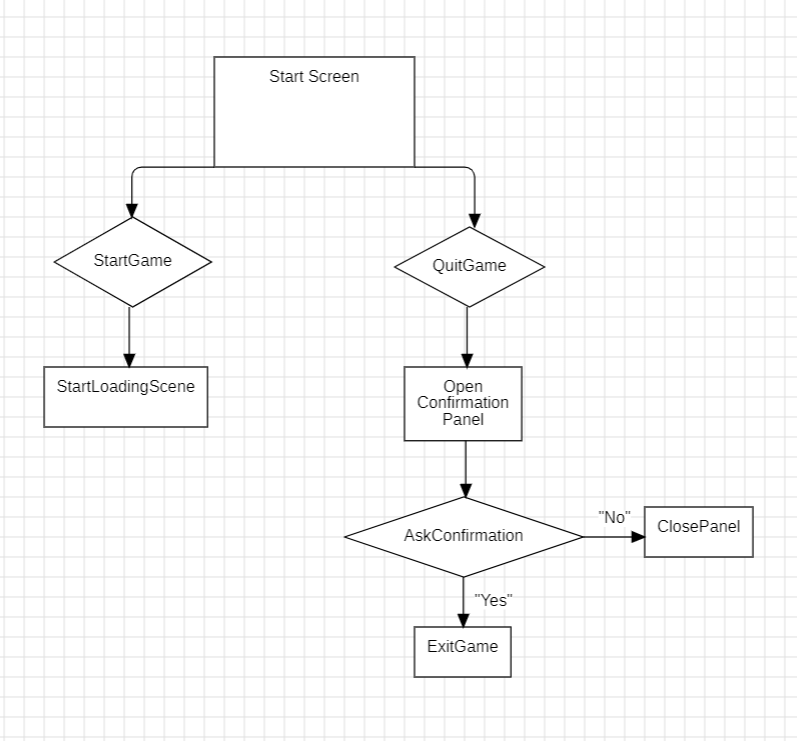 Start Screen
StartGame
QuitGame
StartLoadingScene
Open
Confirmation
Panel
AskConfirmation
"No"
ClosePanel
"Yes"
ExitGame